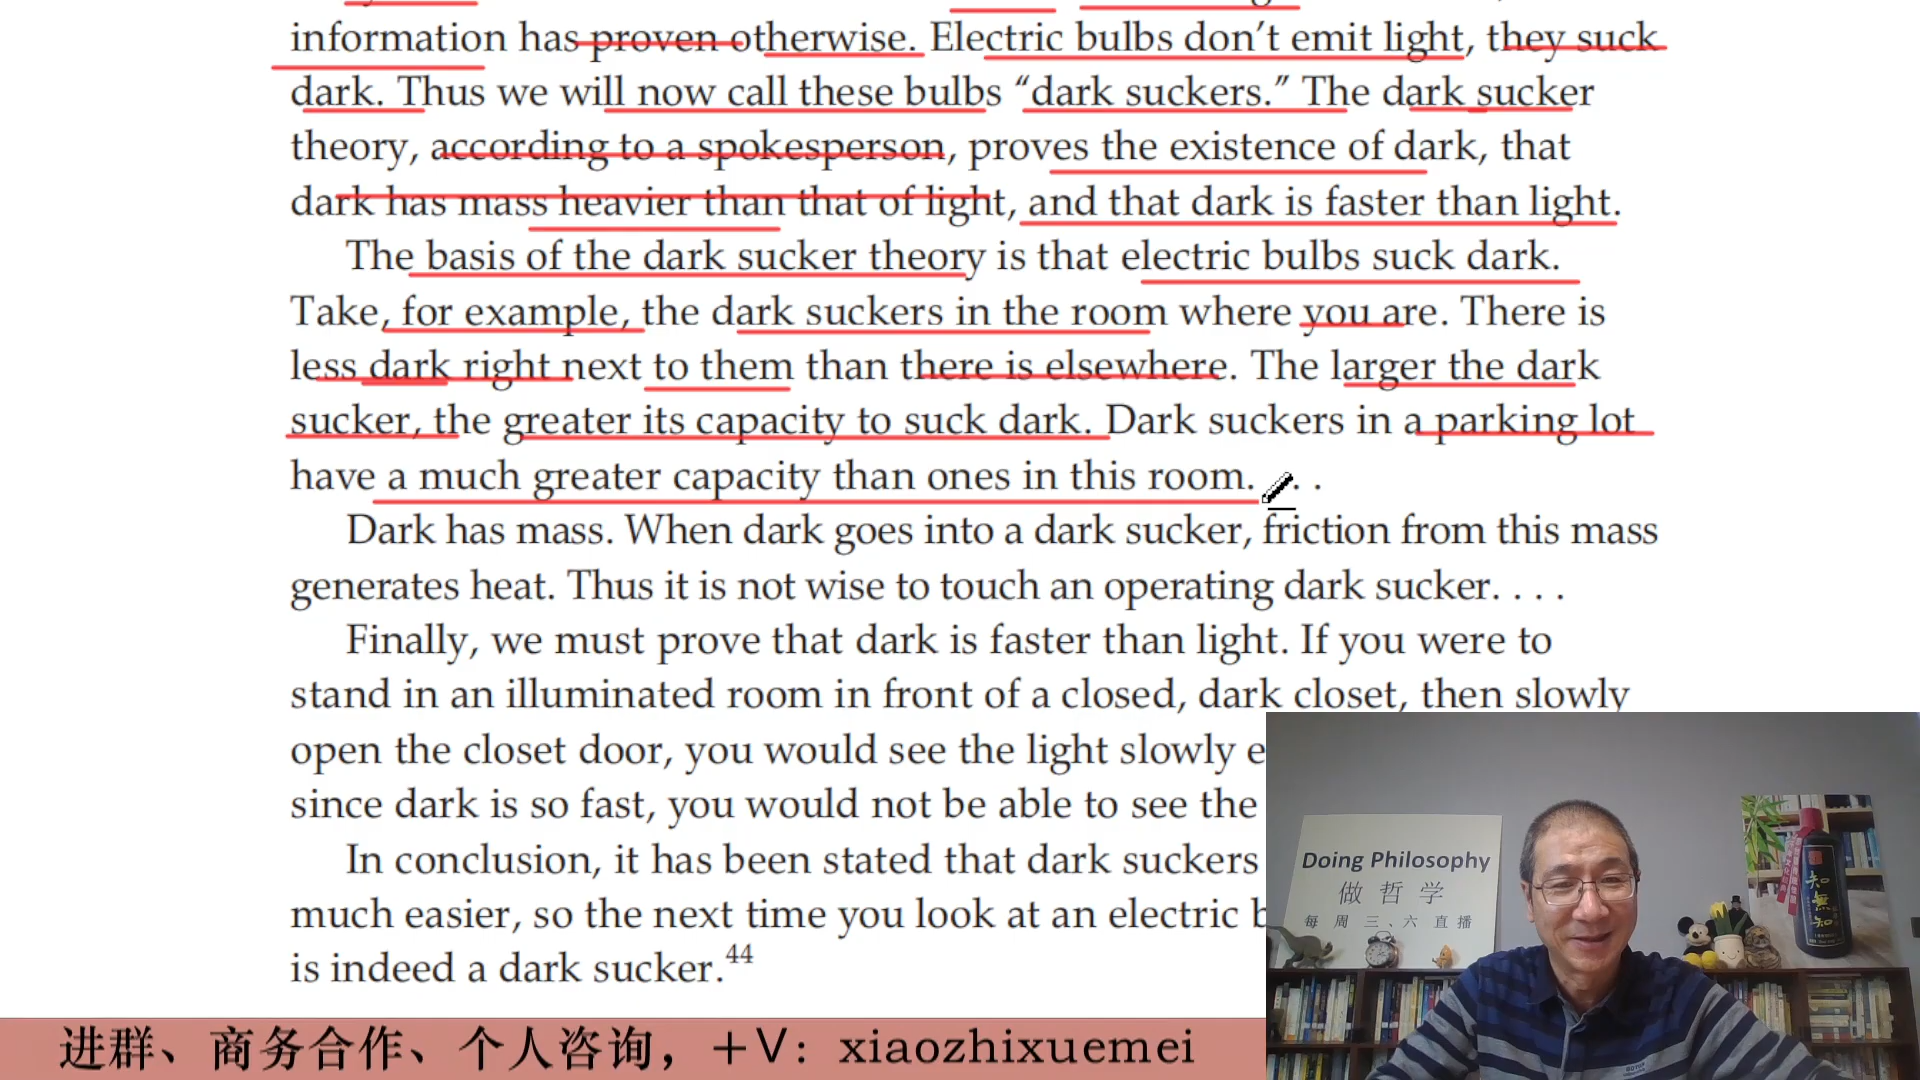 information has proven otherwise. Electric bulbs don’t emit light, they suck
dark. Thus we will now call these bulbs “dark suckers.” The dark sucker
theory, according to a spokesperson, proves the existence of dark, that
dark has mass heavier than that of light, and that dark is faster than light.
The basis of the dark sucker theory is that electric bulbs suck dark.
Take, for example, the dark suckers in the room where you are. There is
less dark right next to them than there is elsewhere. The larger the dark
sucker, the greater its capacity to suck dark. Dark suckers in a parking lot
have a much greater capacity than ones in this room. . . .
Dark has mass. When dark goes into a dark sucker, friction from this mass
generates heat. Thus it is not wise to touch an operating dark sucker. . . .
Finally, we must prove that dark is faster than light. If you were to
stand in an illuminated room in front of a closed, dark closet, then slowly
open the closet door, you would see the light slowly e
since dark is so fast, you would not be able to see the
In conclusion, it has been stated that dark suckers
much easier, so the next time you look at an electric b
is indeed a dark sucker.44
Doing Philosophy
做哲学
每周三、六直播
知無知
进群、商务合作、个人咨询，+V：xiaozhixuemei